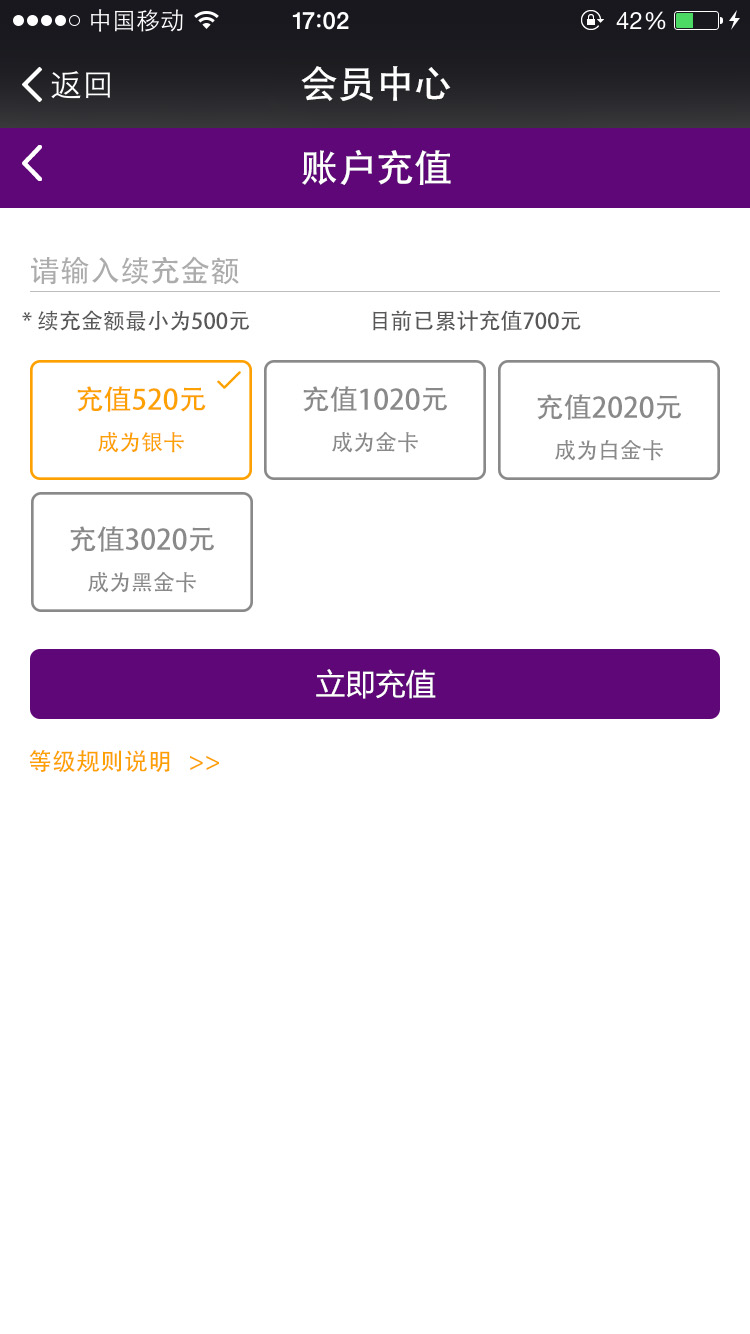 中国移动 17:02 42%
返回 会员中心
账户充值
请输入续充金额
* 续充金额最小为500元 目前已累计充值700元
充值520元 充值1020元 充值2020元
成为银卡 成为金卡 成为白金卡
充值3020元
成为黑金卡
立即充值
等级规则说明 >>